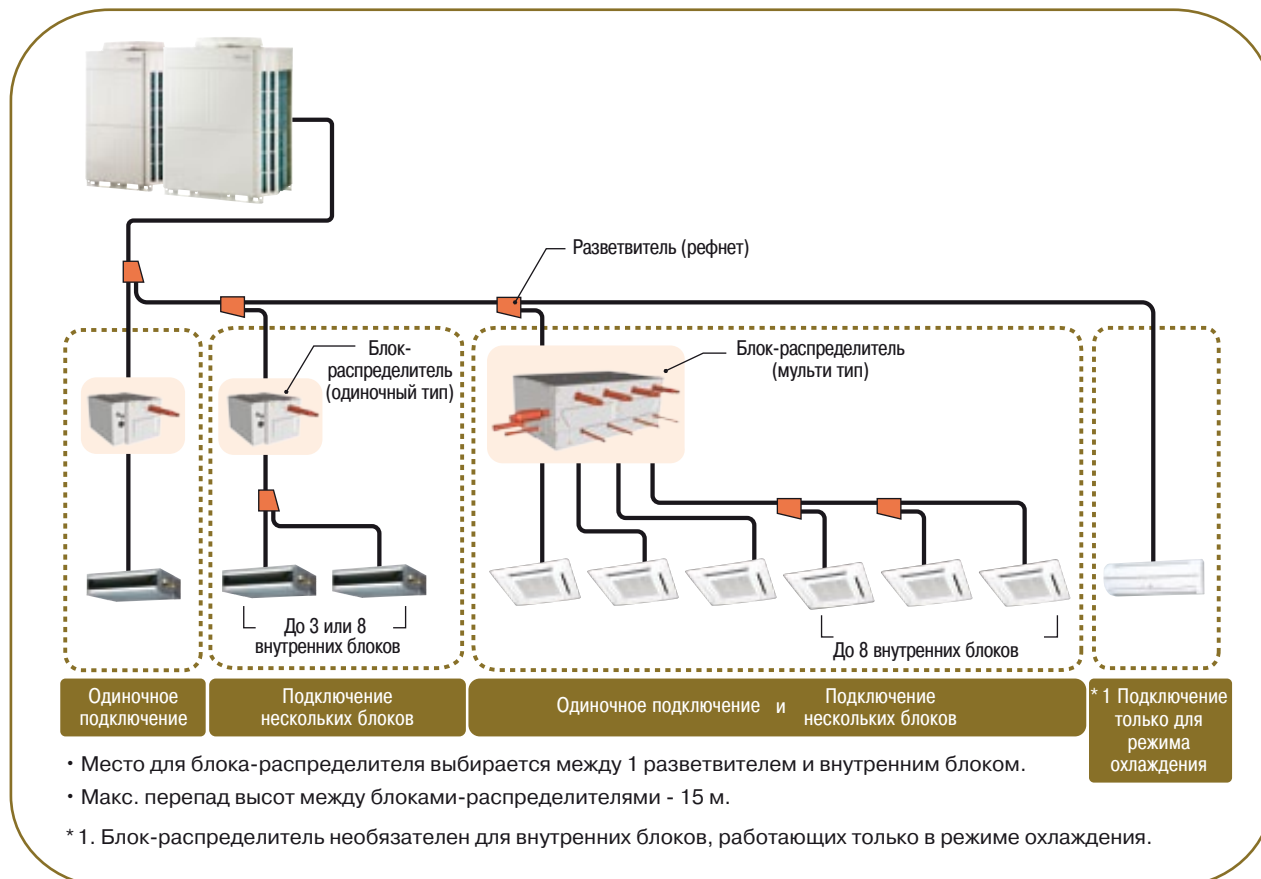 Разветвитель (рефнет)
Блок-
распределитель
(одиночный тип)
Блок-распределитель
(мульти тип)
До 3 или 8
внутренних блоков
До 8 внутренних блоков
Одиночное
подключение
Подключение
нескольких блоков
Одиночное подключение и
Подключение
нескольких блоков
* 1 Подключение
только для
режима
охлаждения
• Место для блока-распределителя выбирается между 1 разветвителем и внутренним блоком.
• Макс. перепад высот между блоками-распределителями - 15 м.
* 1. Блок-распределитель необязателен для внутренних блоков, работающих только в режиме охлаждения.